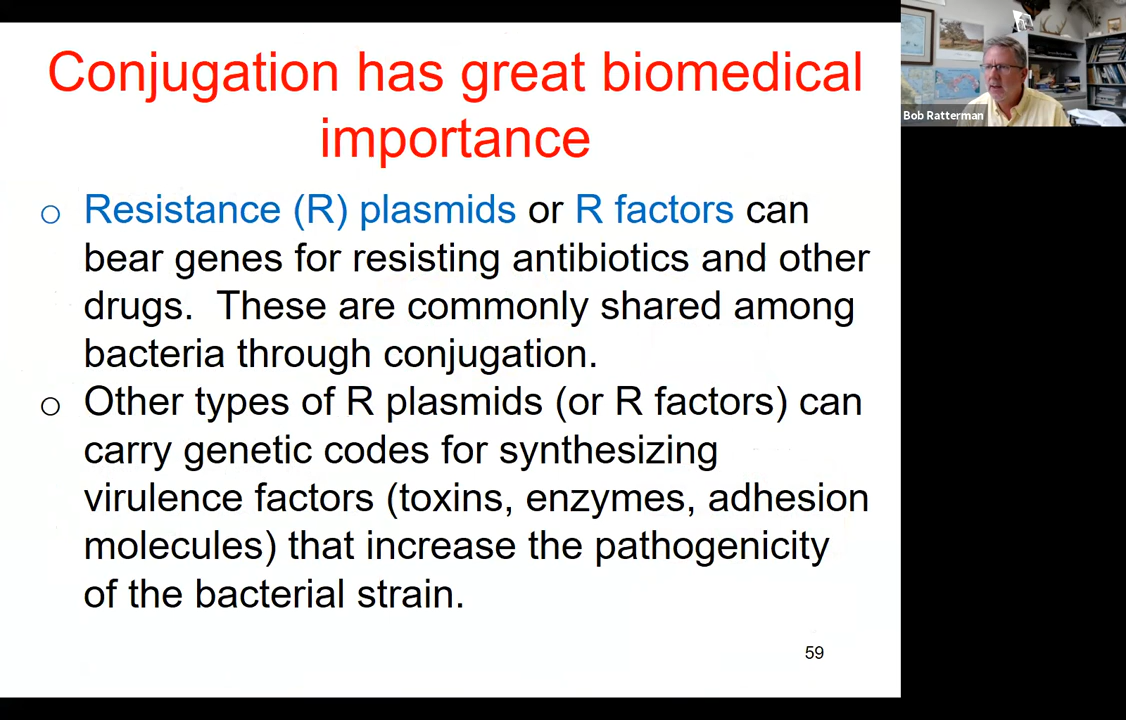 Conjugation has great biomedical
importance
Resistance (R) plasmids or R factors can
bear genes for resisting antibiotics and other
drugs. These are commonly shared among
bacteria through conjugation.
Other types of R plasmids (or R factors) can
carry genetic codes for synthesizing
virulence factors (toxins, enzymes, adhesion
molecules) that increase the pathogenicity
of the bacterial strain.
59
Bob Ratterman